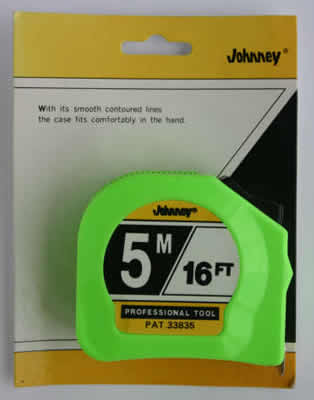 Johnney®
With its smooth contoured lines
the case fits comfortably in the hand.
Johnney®
5M
16FT
PROFESSIONAL TOOL
PAT.33835